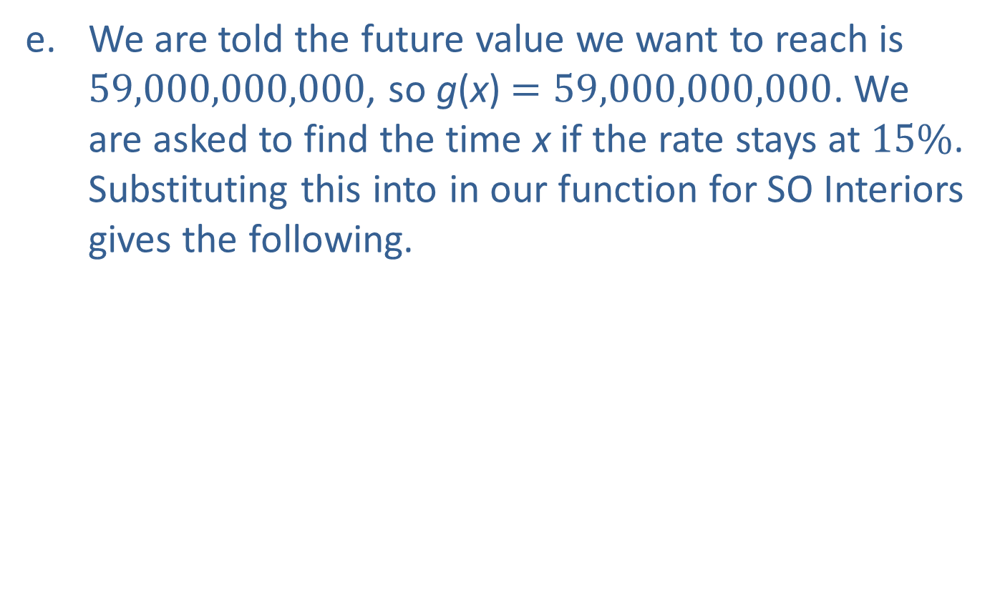 e. We are told the future value we want to reach is
59,000,000,000, so g(x) = 59,000,000,000. We
are asked to find the time x if the rate stays at 15%.
Substituting this into in our function for SO Interiors
gives the following.